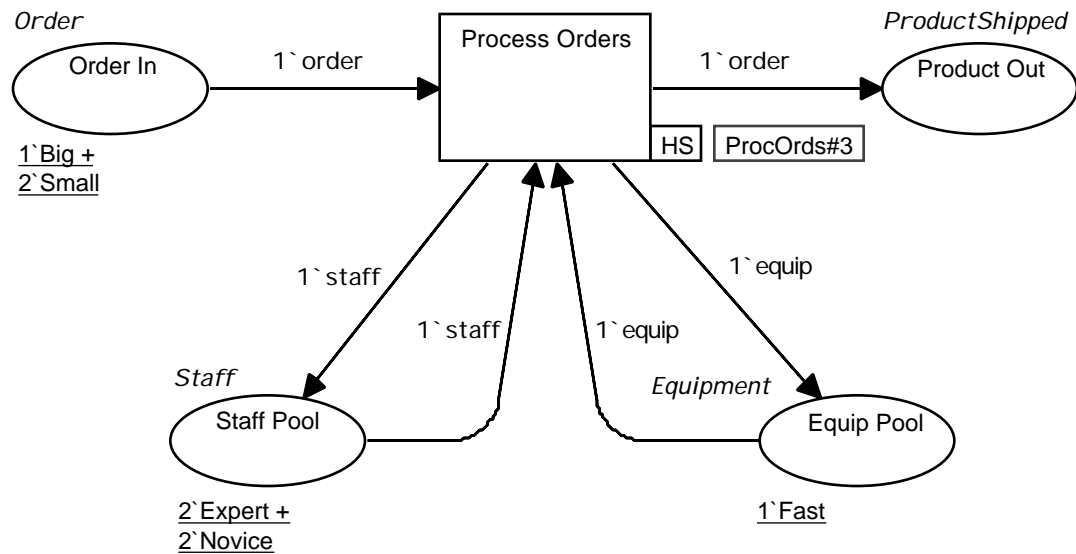 Order
Order In
1`Big +
2`Small
1`order
Process Orders
HS
ProcOrds#3
1`order
ProductShipped
Product Out
1`staff
1`staff
1`equip
1`equip
Staff
Staff Pool
2`Expert +
2`Novice
Equipment
Equip Pool
1`Fast